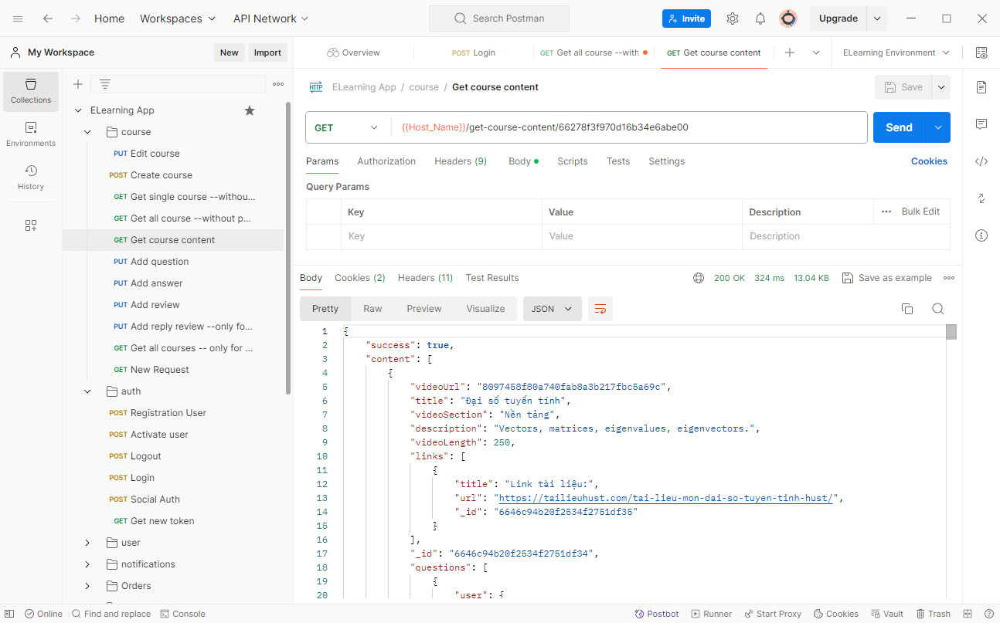 Home Workspaces API Network Search Postman Invite Upgrade
My Workspace New Import Overview POST Login GET Get all course --with GET Get course content ELearning Environment
Collections
Environments
History
ELearning App
course
PUT Edit course
POST Create course
GET Get single course --withou...
GET Get all course --without p...
GET Get course content
PUT Add question
PUT Add answer
PUT Add review
PUT Add reply review --only fo...
GET Get all courses -- only for ...
GET New Request
auth
POST Registration User
POST Activate user
POST Logout
POST Login
POST Social Auth
GET Get new token
user
notifications
Orders
HTTP ELearning App / course / Get course content Save
GET {{Host_Name}}/get-course-content/66278f3f970d16b34e6abe00 Send
Params Authorization Headers (9) Body Scripts Tests Settings Cookies
Query Params
Key Value Description Bulk Edit
Key Value Description
Body Cookies (2) Headers (11) Test Results 200 OK 324 ms 13.04 KB Save as example
Pretty Raw Preview Visualize JSON
1 {
2 "success": true,
3 "content": [
4 {
5 "videoUrl": "8097458f80a740fab8a3b217fbc5a69c",
6 "title": "Đại số tuyến tính",
7 "videoSection": "Nền tảng",
8 "description": "Vectors, matrices, eigenvalues, eigenvectors.",
9 "videoLength": 250,
10 "links": [
11 {
12 "title": "Link tài liệu:",
13 "url": "https://tailieuhust.com/tai-lieu-mon-dai-so-tuyen-tinh-hust/",
14 "_id": "6646c94b20f2534f2751df35"
15 }
16 ],
17 "_id": "6646c94b20f2534f2751df34",
18 "questions": [
19 {
20 "user": {
Online Find and replace Console Postbot Runner Start Proxy Cookies Vault Trash